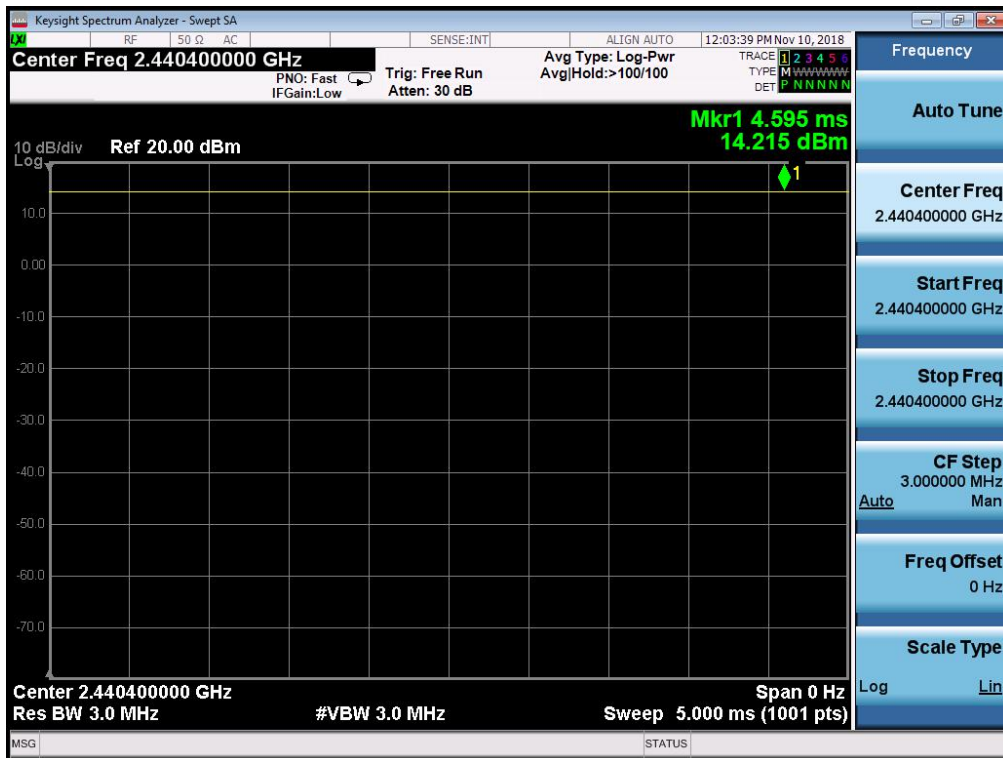 Keysight Spectrum Analyzer - Swept SA
LXI RF 50 Ω AC SENSE:INT ALIGN AUTO 12:03:39 PM Nov 10, 2018
Center Freq 2.440400000 GHz
PNO: Fast
IFGain:Low
Trig: Free Run
Atten: 30 dB
Avg Type: Log-Pwr
Avg|Hold:>100/100
TRACE 1 2 3 4 5 6
TYPE M WWWWW
DET P N N N N N
Mkr1 4.595 ms
14.215 dBm
10 dB/div Ref 20.00 dBm
Log
1
10.0
0.00
-10.0
-20.0
-30.0
-40.0
-50.0
-60.0
-70.0
Center 2.440400000 GHz Span 0 Hz
Res BW 3.0 MHz #VBW 3.0 MHz Sweep 5.000 ms (1001 pts)
MSG STATUS
Frequency
Auto Tune
Center Freq
2.440400000 GHz
Start Freq
2.440400000 GHz
Stop Freq
2.440400000 GHz
CF Step
3.000000 MHz
Auto Man
Freq Offset
0 Hz
Scale Type
Log Lin